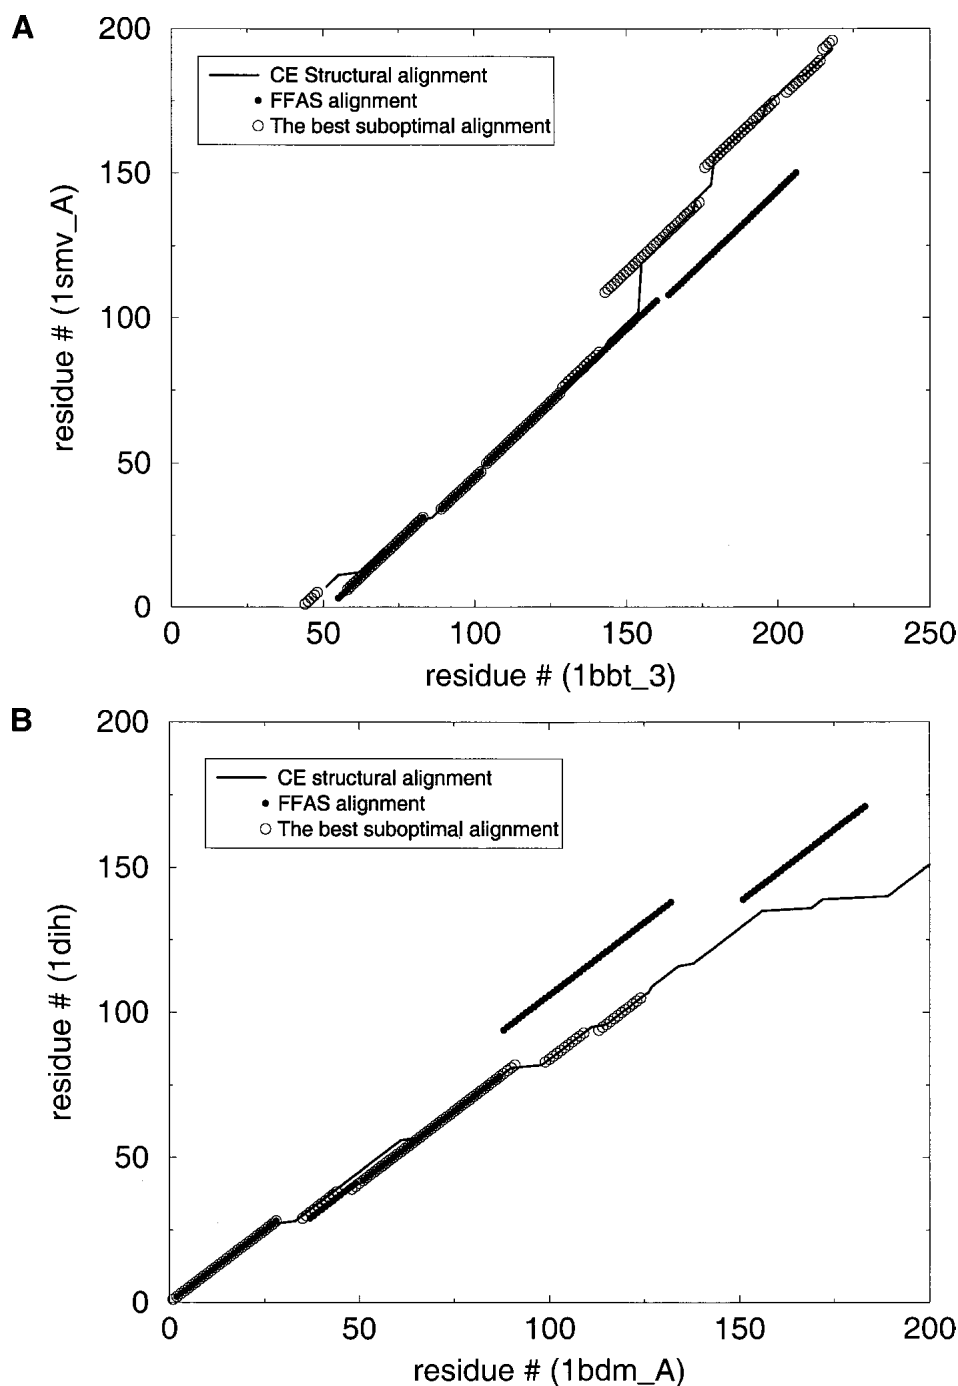 A
200
150
100
50
0
residue # (1smv_A)
CE Structural alignment
FFAS alignment
The best suboptimal alignment
0 50 100 150 200 250
residue # (1bbt_3)
B
200
150
100
50
0
residue # (1dih)
CE structural alignment
FFAS alignment
The best suboptimal alignment
0 50 100 150 200
residue # (1bdm_A)